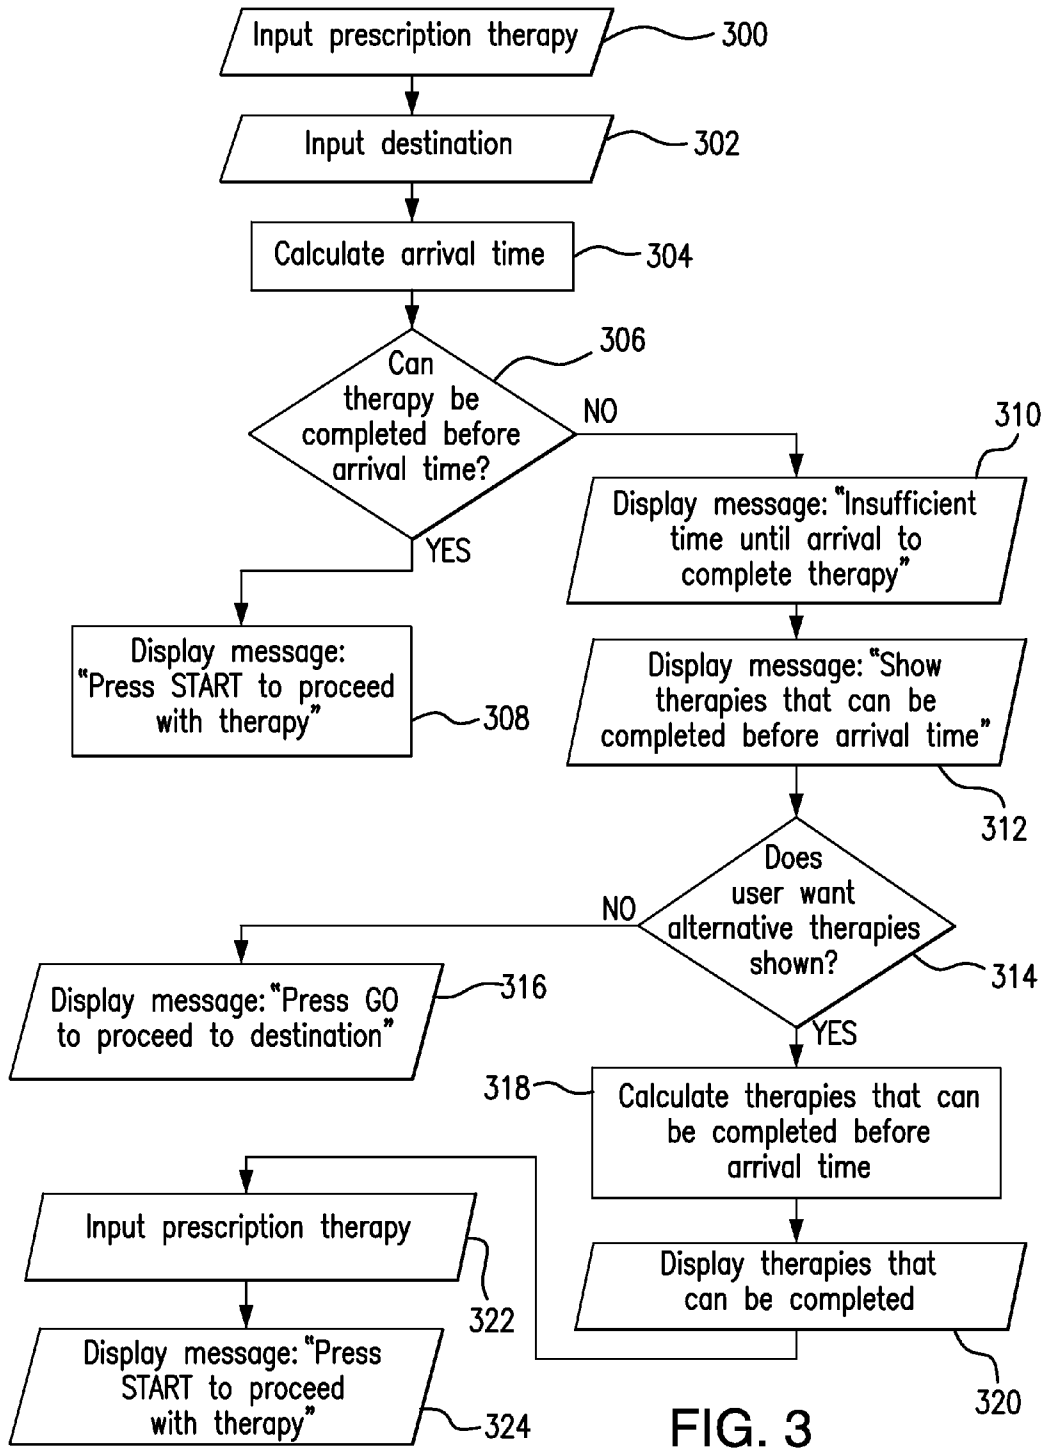 Input prescription therapy
300
Input destination
302
Calculate arrival time
304
306
Can
therapy be
completed before
arrival time?
NO
YES
310
Display message: “Insufficient
time until arrival to
complete therapy”
Display message:
“Press START to proceed
with therapy”
308
Display message: “Show
therapies that can be
completed before arrival time”
312
Does
user want
alternative therapies
shown?
314
NO
YES
Display message: “Press GO
to proceed to destination”
316
318
Calculate therapies that can
be completed before
arrival time
Display therapies that
can be completed
320
Input prescription therapy
322
Display message: “Press
START to proceed
with therapy”
324
FIG. 3